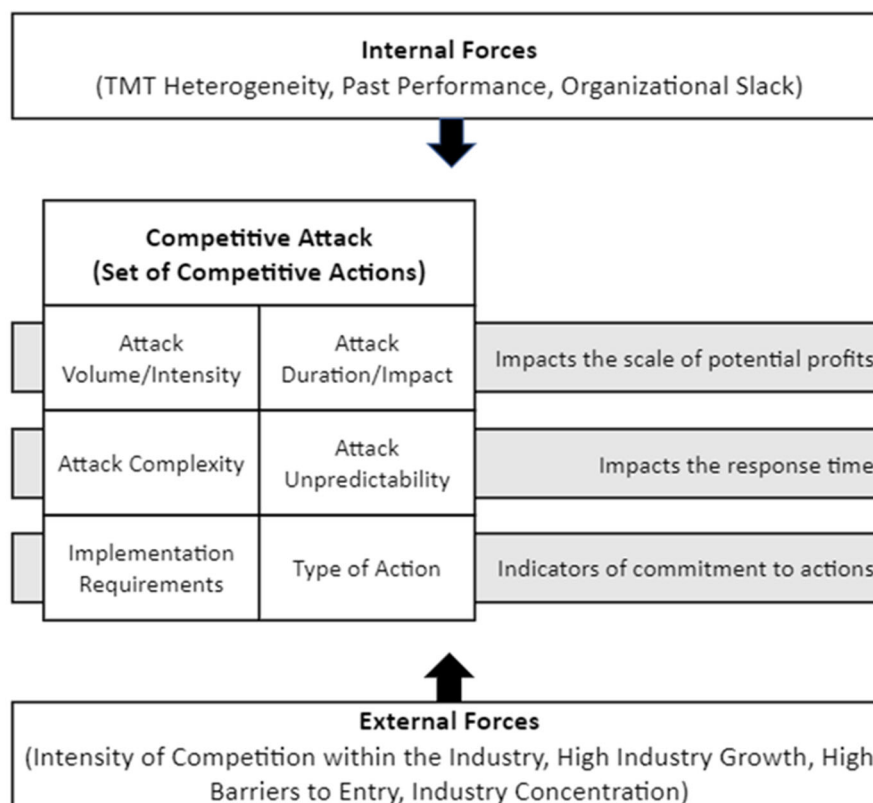 Internal Forces
(TMT Heterogeneity, Past Performance, Organizational Slack)
Competitive Attack
(Set of Competitive Actions)
Attack
Volume/Intensity
Attack
Duration/Impact
Impacts the scale of potential profits
Attack Complexity
Attack
Unpredictability
Impacts the response time
Implementation
Requirements
Type of Action
Indicators of commitment to actions
External Forces
(Intensity of Competition within the Industry, High Industry Growth, High
Barriers to Entry, Industry Concentration)